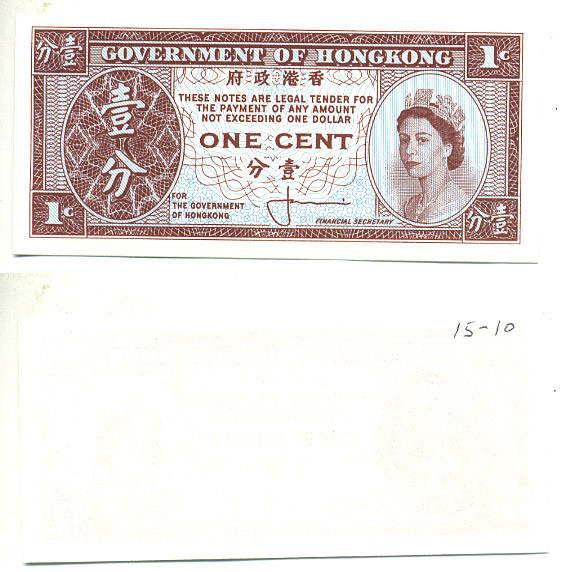 分壹
GOVERNMENT OF HONGKONG
1¢
府政港香
THESE NOTES ARE LEGAL TENDER FOR
THE PAYMENT OF ANY AMOUNT
NOT EXCEEDING ONE DOLLAR
壹分
ONE CENT
分壹
FOR
THE GOVERNMENT
OF HONGKONG
FINANCIAL SECRETARY
1¢
分壹
15-10